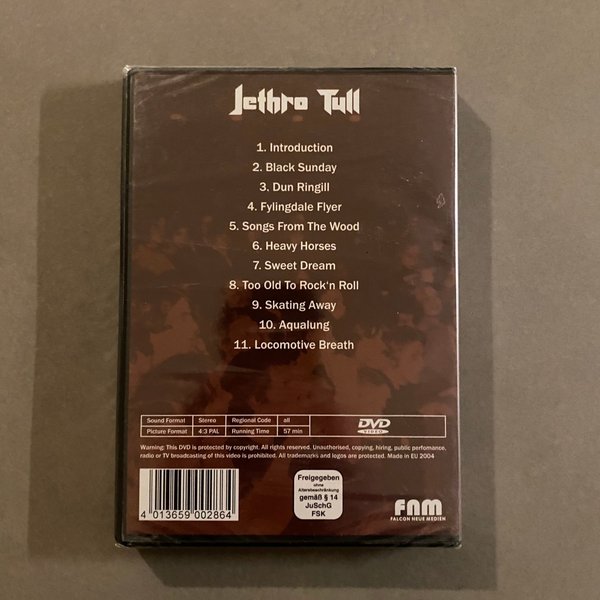 Jethro Tull
1. Introduction
2. Black Sunday
3. Dun Ringill
4. Fylingdale Flyer
5. Songs From The Wood
6. Heavy Horses
7. Sweet Dream
8. Too Old To Rock'n Roll
9. Skating Away
10. Aqualung
11. Locomotive Breath
Sound Format Stereo Regional Code all
Picture Format 4:3 PAL Running Time 57 min
DVD
VIDEO
Warning: This DVD is protected by copyright. All rights reserved. Unauthorised, copying, hiring, public perfomance,
radio or TV broadcasting of this video is prohibited. All trademarks and logos are protected. Made in EU 2004
4 013659 002864
Freigegeben
ohne
Altersbeschränkung
gemäß § 14
JuSchG
FSK
FNM
FALCON NEUE MEDIEN